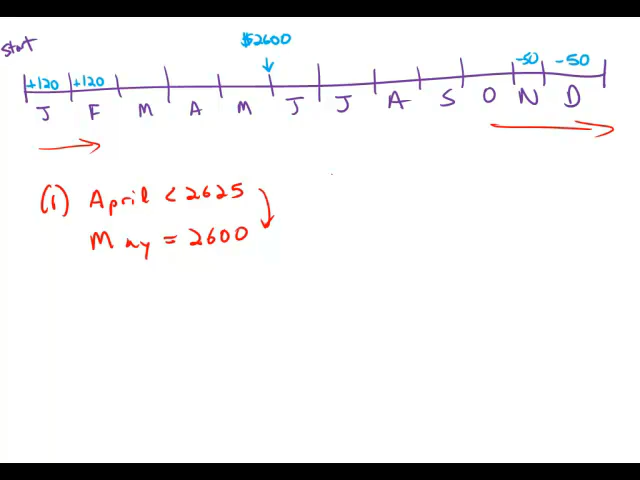 $2600
start
+120 +120 -50 -50
J F M A M J J A S O N D
(1) April < 2625
May = 2600